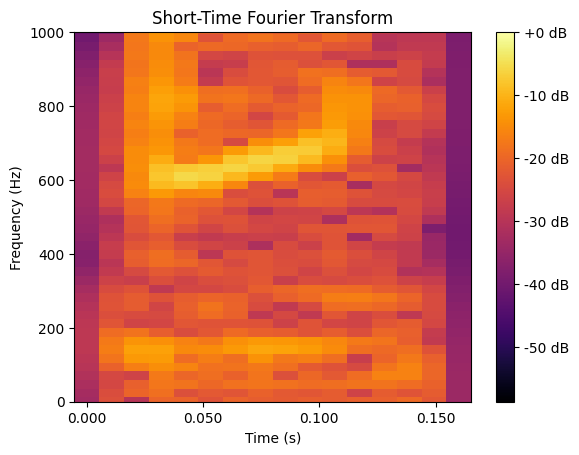 Short-Time Fourier Transform
Frequency (Hz)
1000
800
600
400
200
0
0.000
0.050
0.100
0.150
Time (s)
+0 dB
-10 dB
-20 dB
-30 dB
-40 dB
-50 dB